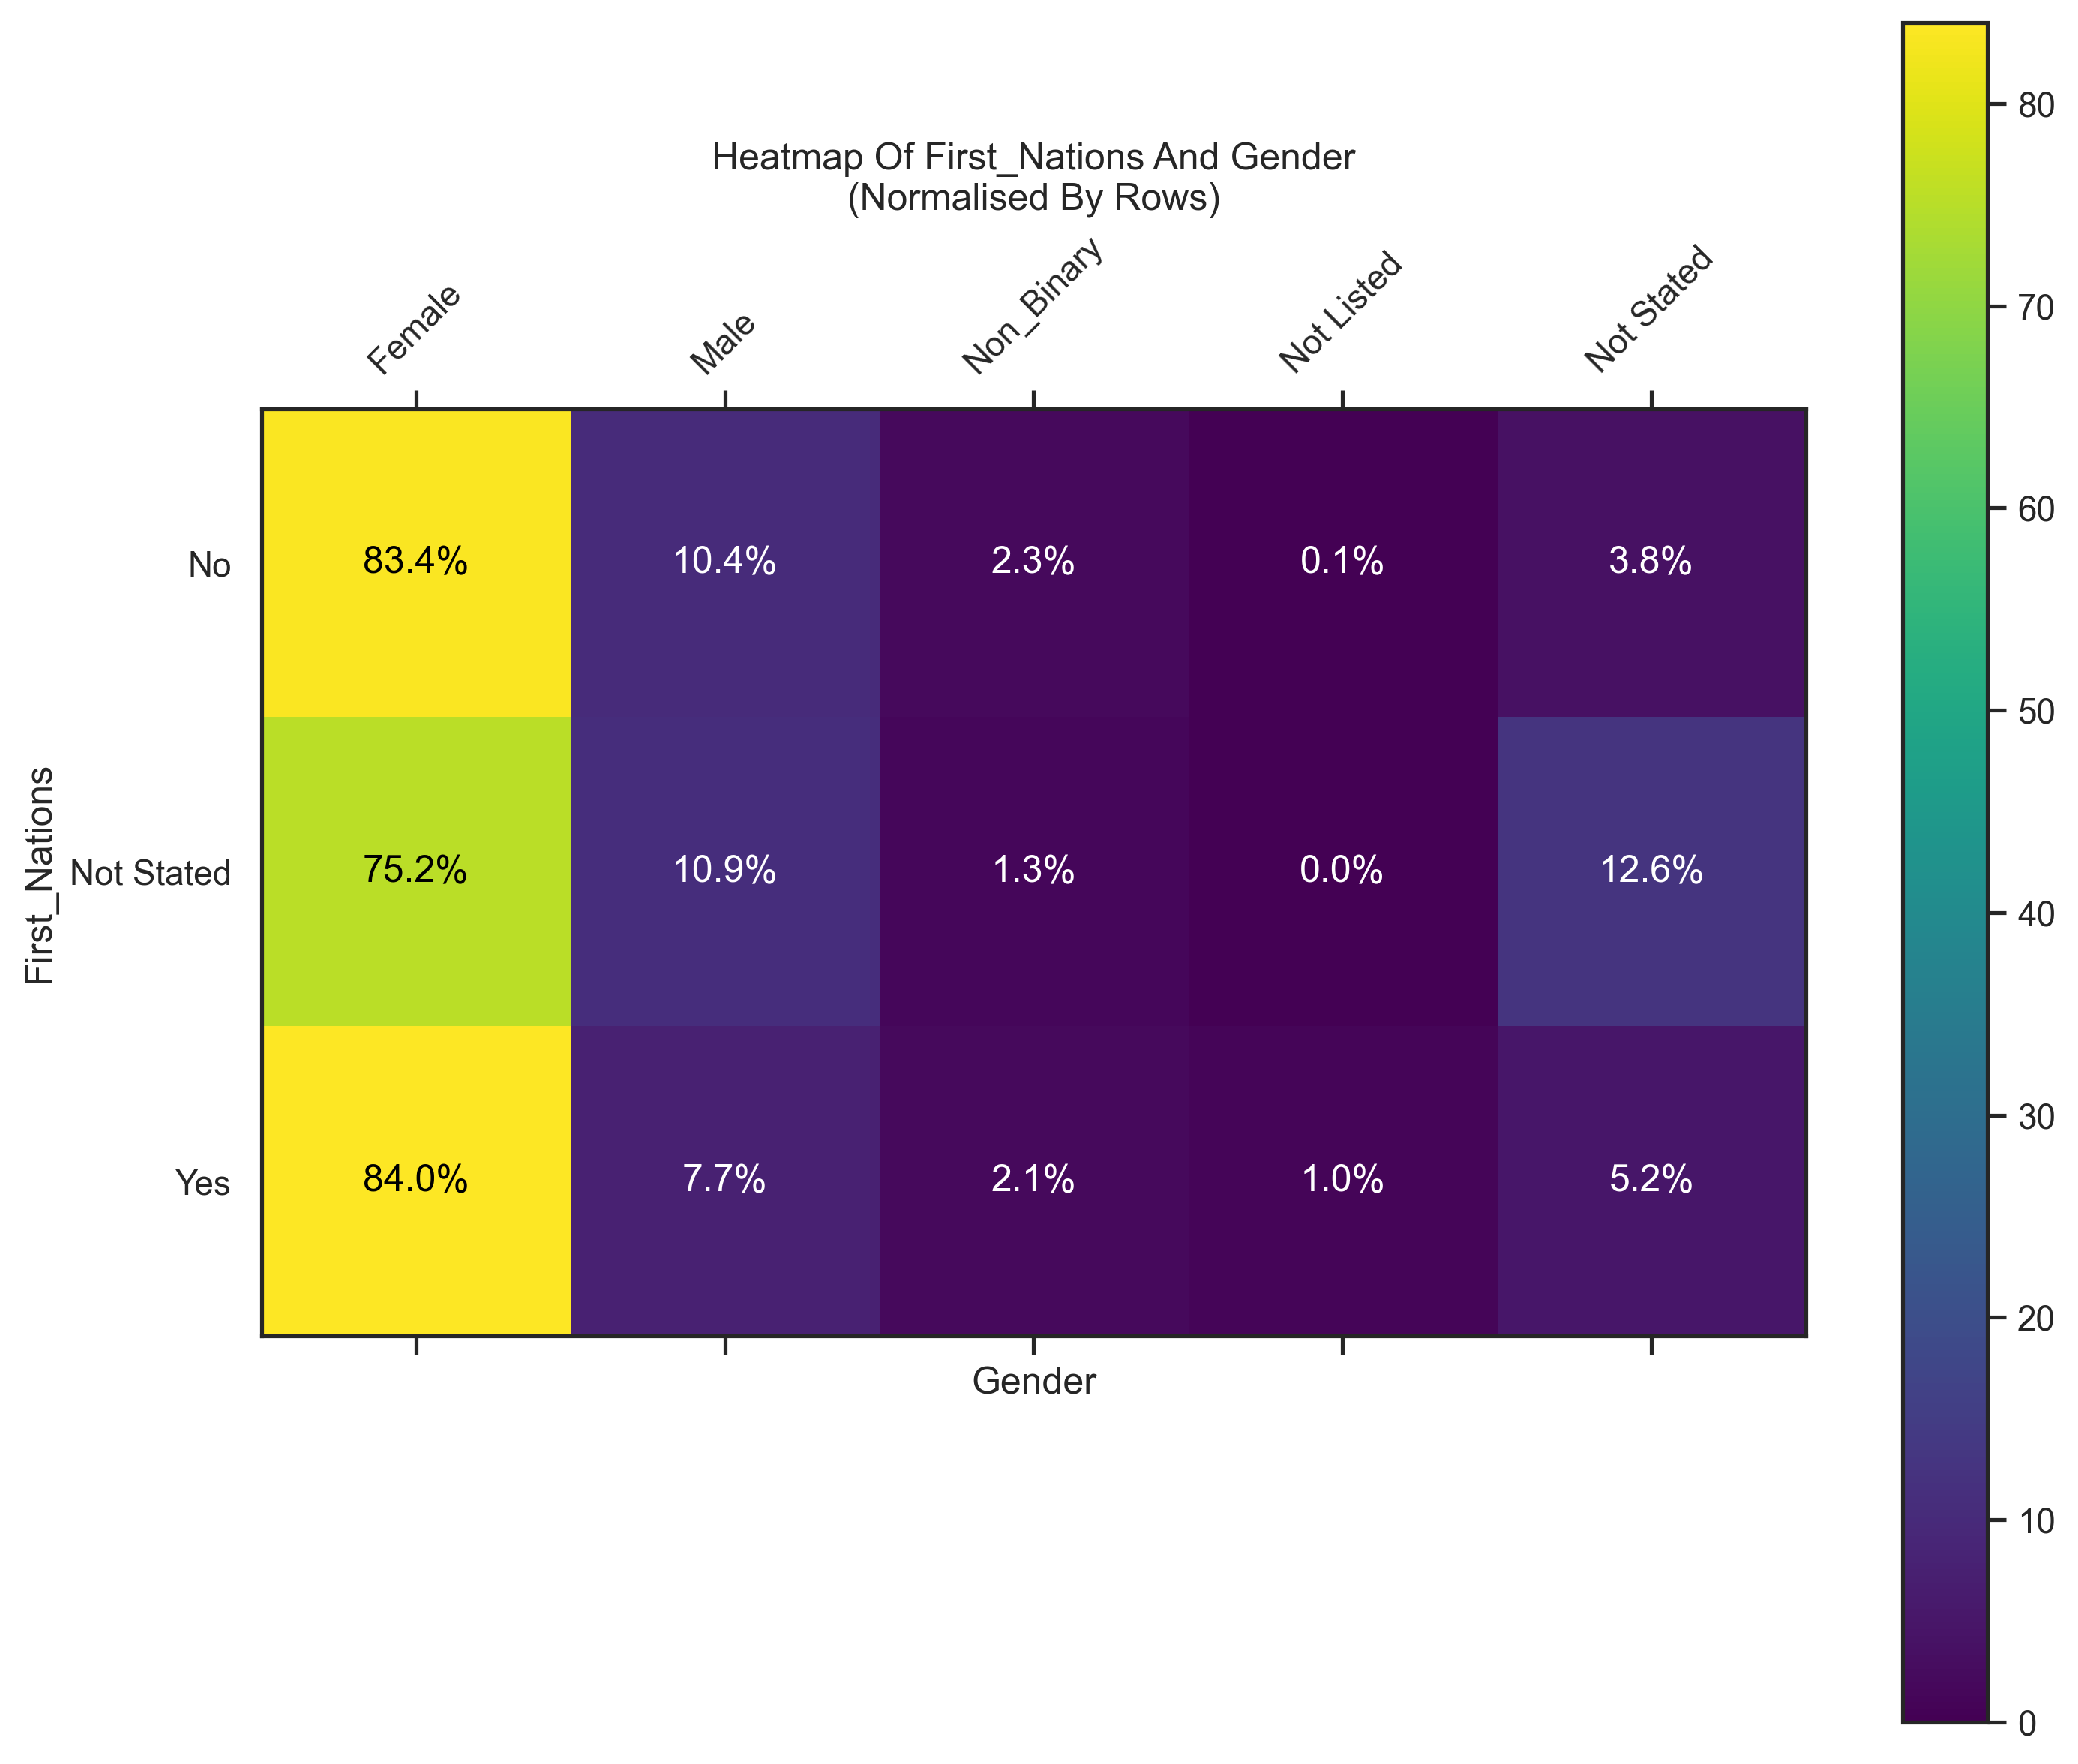 Heatmap Of First_Nations And Gender
(Normalised By Rows)
Female Male Non_Binary Not Listed Not Stated
No 83.4% 10.4% 2.3% 0.1% 3.8%
Not Stated 75.2% 10.9% 1.3% 0.0% 12.6%
Yes 84.0% 7.7% 2.1% 1.0% 5.2%
First_Nations
Gender
80
70
60
50
40
30
20
10
0